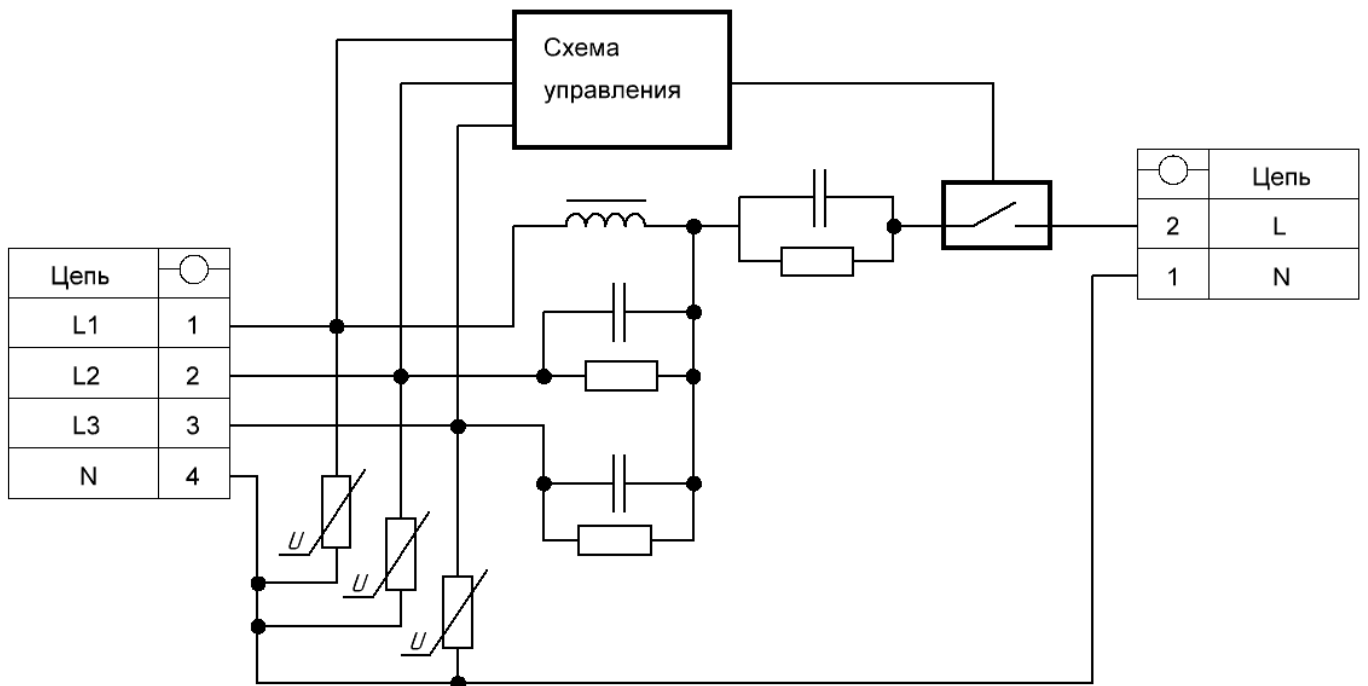 Схема
управления
Цепь
2 L
1 N
Цепь
L1 1
L2 2
L3 3
N 4
U
U
U